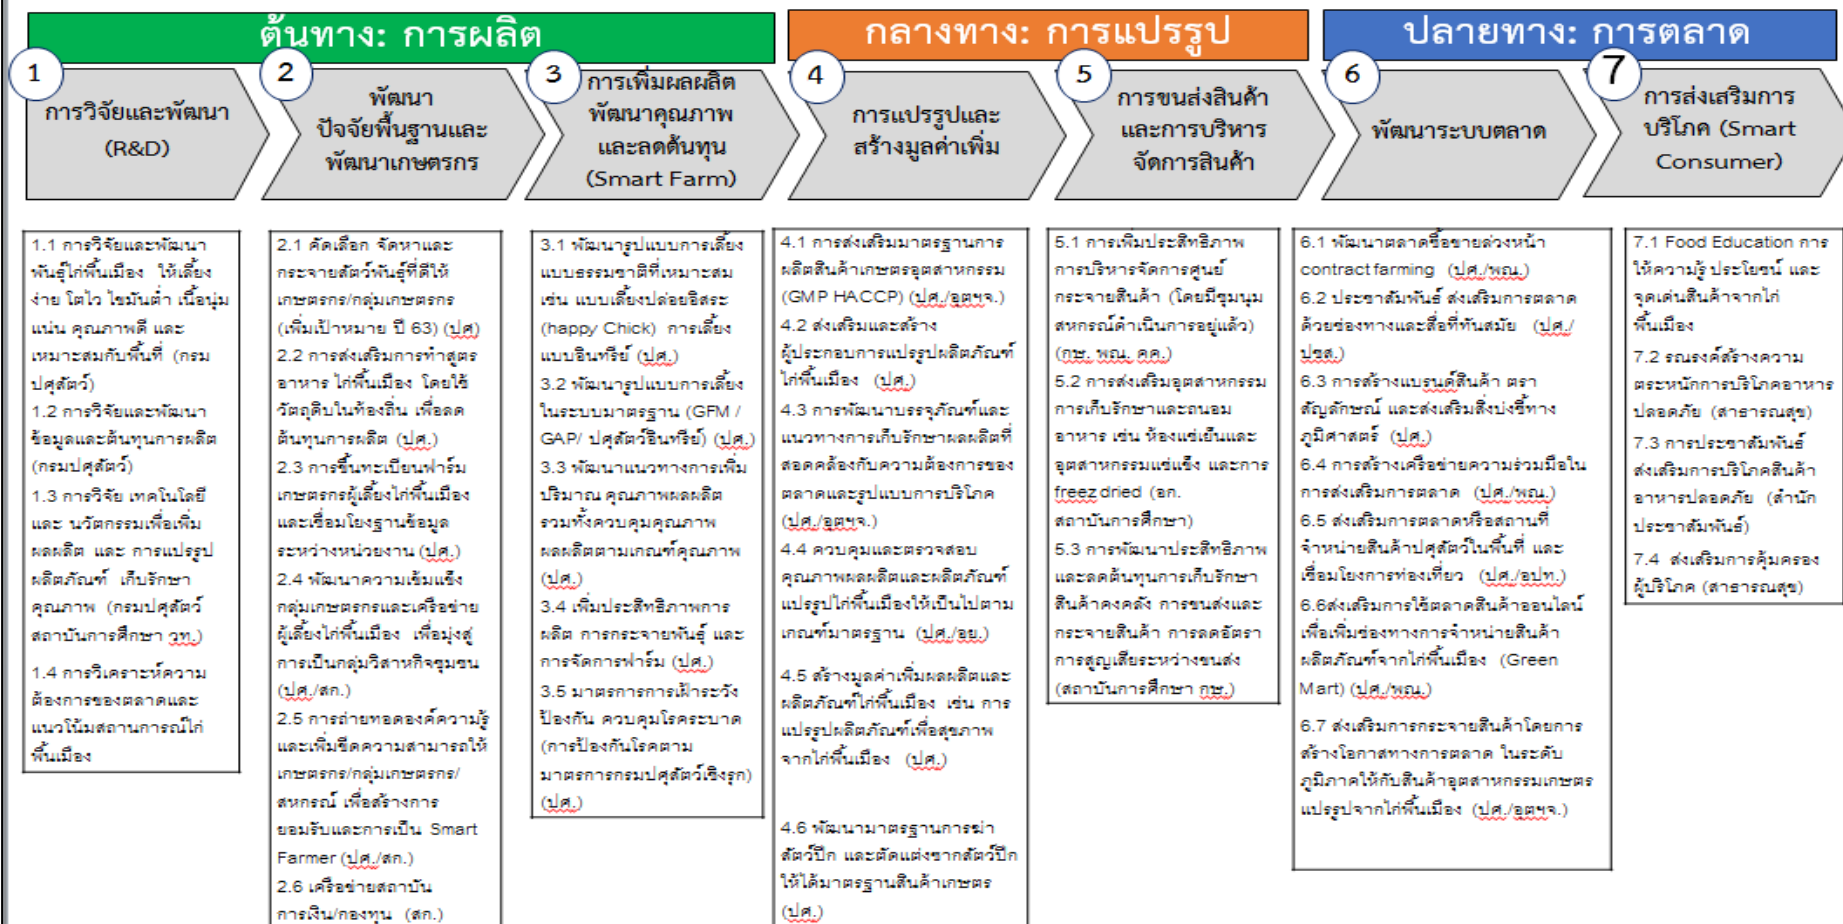 ต้นทาง: การผลิต
กลางทาง: การแปรรูป
ปลายทาง: การตลาด
1
การวิจัยและพัฒนา
(R&D)
2
พัฒนา
ปัจจัยพื้นฐานและ
พัฒนาเกษตรกร
3
การเพิ่มผลผลิต
พัฒนาคุณภาพ
และลดต้นทุน
(Smart Farm)
4
การแปรรูปและ
สร้างมูลค่าเพิ่ม
5
การขนส่งสินค้า
และการบริหาร
จัดการสินค้า
6
พัฒนาระบบตลาด
7
การส่งเสริมการ
บริโภค (Smart
Consumer)
1.1 การวิจัยและพัฒนา
พันธุ์ไก่พื้นเมือง ให้เลี้ยง
ง่าย โตไว ไขมันต่ำ เนื้อนุ่ม
แน่น คุณภาพดี และ
เหมาะสมกับพื้นที่ (กรม
ปศุสัตว์)
1.2 การวิจัยและพัฒนา
ข้อมูลและต้นทุนการผลิต
(กรมปศุสัตว์)
1.3 การวิจัย เทคโนโลยี
และ นวัตกรรมเพื่อเพิ่ม
ผลผลิต และ การแปรรูป
ผลิตภัณฑ์ เก็บรักษา
คุณภาพ (กรมปศุสัตว์
สถาบันการศึกษา วท.)
1.4 การวิเคราะห์ความ
ต้องการของตลาดและ
แนวโน้มสถานการณ์ไก่
พื้นเมือง
2.1 คัดเลือก จัดหาและ
กระจายสัตว์พันธุ์ที่ดีให้
เกษตรกร/กลุ่มเกษตรกร
(เพิ่มเป้าหมาย ปี 63) (ปศ)
2.2 การส่งเสริมการทำสูตร
อาหาร ไก่พื้นเมือง โดยใช้
วัตถุดิบในท้องถิ่น เพื่อลด
ต้นทุนการผลิต (ปศ.)
2.3 การขึ้นทะเบียนฟาร์ม
เกษตรกรผู้เลี้ยงไก่พื้นเมือง
และเชื่อมโยงฐานข้อมูล
ระหว่างหน่วยงาน (ปศ.)
2.4 พัฒนาความเข้มแข็ง
กลุ่มเกษตรกรและเครือข่าย
ผู้เลี้ยงไก่พื้นเมือง เพื่อมุ่งสู่
การเป็นกลุ่มวิสาหกิจชุมชน
(ปศ./สก.)
2.5 การถ่ายทอดองค์ความรู้
และเพิ่มขีดความสามารถให้
เกษตรกร/กลุ่มเกษตรกร/
สหกรณ์ เพื่อสร้างการ
ยอมรับและการเป็น Smart
Farmer (ปศ./สก.)
2.6 เครือข่ายสถาบัน
การเงิน/กองทุน (สก.)
3.1 พัฒนารูปแบบการเลี้ยง
แบบธรรมชาติที่เหมาะสม
เช่น แบบเลี้ยงปล่อยอิสระ
(happy Chick) การเลี้ยง
แบบอินทรีย์ (ปศ.)
3.2 พัฒนารูปแบบการเลี้ยง
ในระบบมาตรฐาน (GFM /
GAP/ ปศุสัตว์อินทรีย์) (ปศ.)
3.3 พัฒนาแนวทางการเพิ่ม
ปริมาณ คุณภาพผลผลิต
รวมทั้งควบคุมคุณภาพ
ผลผลิตตามเกณฑ์คุณภาพ
(ปศ.)
3.4 เพิ่มประสิทธิภาพการ
ผลิต การกระจายพันธุ์ และ
การจัดการฟาร์ม (ปศ.)
3.5 มาตรการการเฝ้าระวัง
ป้องกัน ควบคุมโรคระบาด
(การป้องกันโรคตาม
มาตรการกรมปศุสัตว์เชิงรุก)
(ปศ.)
4.1 การส่งเสริมมาตรฐานการ
ผลิตสินค้าเกษตรอุตสาหกรรม
(GMP HACCP) (ปศ./อุตฯจ.)
4.2 ส่งเสริมและสร้าง
ผู้ประกอบการแปรรูปผลิตภัณฑ์
ไก่พื้นเมือง (ปศ.)
4.3 การพัฒนาบรรจุภัณฑ์และ
แนวทางการเก็บรักษาผลผลิตที่
สอดคล้องกับความต้องการของ
ตลาดและรูปแบบการบริโภค
(ปศ./อุตฯจ.)
4.4 ควบคุมและตรวจสอบ
คุณภาพผลผลิตและผลิตภัณฑ์
แปรรูปไก่พื้นเมืองให้เป็นไปตาม
เกณฑ์มาตรฐาน (ปศ./อย.)
4.5 สร้างมูลค่าเพิ่มผลผลิตและ
ผลิตภัณฑ์ไก่พื้นเมือง เช่น การ
แปรรูปผลิตภัณฑ์เพื่อสุขภาพ
จากไก่พื้นเมือง (ปศ.)
4.6 พัฒนามาตรฐานการฆ่า
สัตว์ปีก และตัดแต่งซากสัตว์ปีก
ให้ได้มาตรฐานสินค้าเกษตร
(ปศ.)
5.1 การเพิ่มประสิทธิภาพ
การบริหารจัดการศูนย์
กระจายสินค้า (โดยมีชุมนุม
สหกรณ์ดำเนินการอยู่แล้ว)
(กษ. พณ. คค.)
5.2 การส่งเสริมอุตสาหกรรม
การเก็บรักษาและถนอม
อาหาร เช่น ห้องแช่เย็นและ
อุตสาหกรรมแช่แข็ง และการ
freez dried (อก.
สถาบันการศึกษา)
5.3 การพัฒนาประสิทธิภาพ
และลดต้นทุนการเก็บรักษา
สินค้าคงคลัง การขนส่งและ
กระจายสินค้า การลดอัตรา
การสูญเสียระหว่างขนส่ง
(สถาบันการศึกษา กษ.)
6.1 พัฒนาตลาดซื้อขายล่วงหน้า
contract farming (ปศ./พณ.)
6.2 ประชาสัมพันธ์ ส่งเสริมการตลาด
ด้วยช่องทางและสื่อที่ทันสมัย (ปศ./
ปชส.)
6.3 การสร้างแบรนด์สินค้า ตรา
สัญลักษณ์ และส่งเสริมสิ่งบ่งชี้ทาง
ภูมิศาสตร์ (ปศ.)
6.4 การสร้างเครือข่ายความร่วมมือใน
การส่งเสริมการตลาด (ปศ./พณ.)
6.5 ส่งเสริมการตลาดหรือสถานที่
จำหน่ายสินค้าปศุสัตว์ในพื้นที่ และ
เชื่อมโยงการท่องเที่ยว (ปศ./อปท.)
6.6ส่งเสริมการใช้ตลาดสินค้าออนไลน์
เพื่อเพิ่มช่องทางการจำหน่ายสินค้า
ผลิตภัณฑ์จากไก่พื้นเมือง (Green
Mart) (ปศ./พณ.)
6.7 ส่งเสริมการกระจายสินค้าโดยการ
สร้างโอกาสทางการตลาด ในระดับ
ภูมิภาคให้กับสินค้าอุตสาหกรรมเกษตร
แปรรูปจากไก่พื้นเมือง (ปศ./อุตฯจ.)
7.1 Food Education การ
ให้ความรู้ ประโยชน์ และ
จุดเด่นสินค้าจากไก่
พื้นเมือง
7.2 รณรงค์สร้างความ
ตระหนักการบริโภคอาหาร
ปลอดภัย (สาธารณสุข)
7.3 การประชาสัมพันธ์
ส่งเสริมการบริโภคสินค้า
อาหารปลอดภัย (สำนัก
ประชาสัมพันธ์)
7.4 ส่งเสริมการคุ้มครอง
ผู้บริโภค (สาธารณสุข)